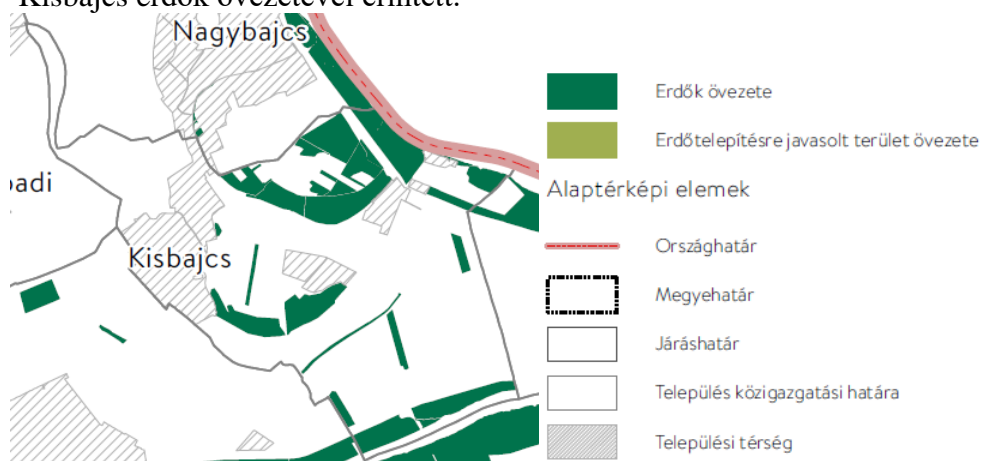 Kisbajcs erdők övezetével érintett.
Nagybajcs
badi
Kisbajcs
Erdők övezete
Erdőtelepítésre javasolt terület övezete
Alaptérképi elemek
Országhatár
Megyehatár
Járáshatár
Település közigazgatási határa
Települési térség